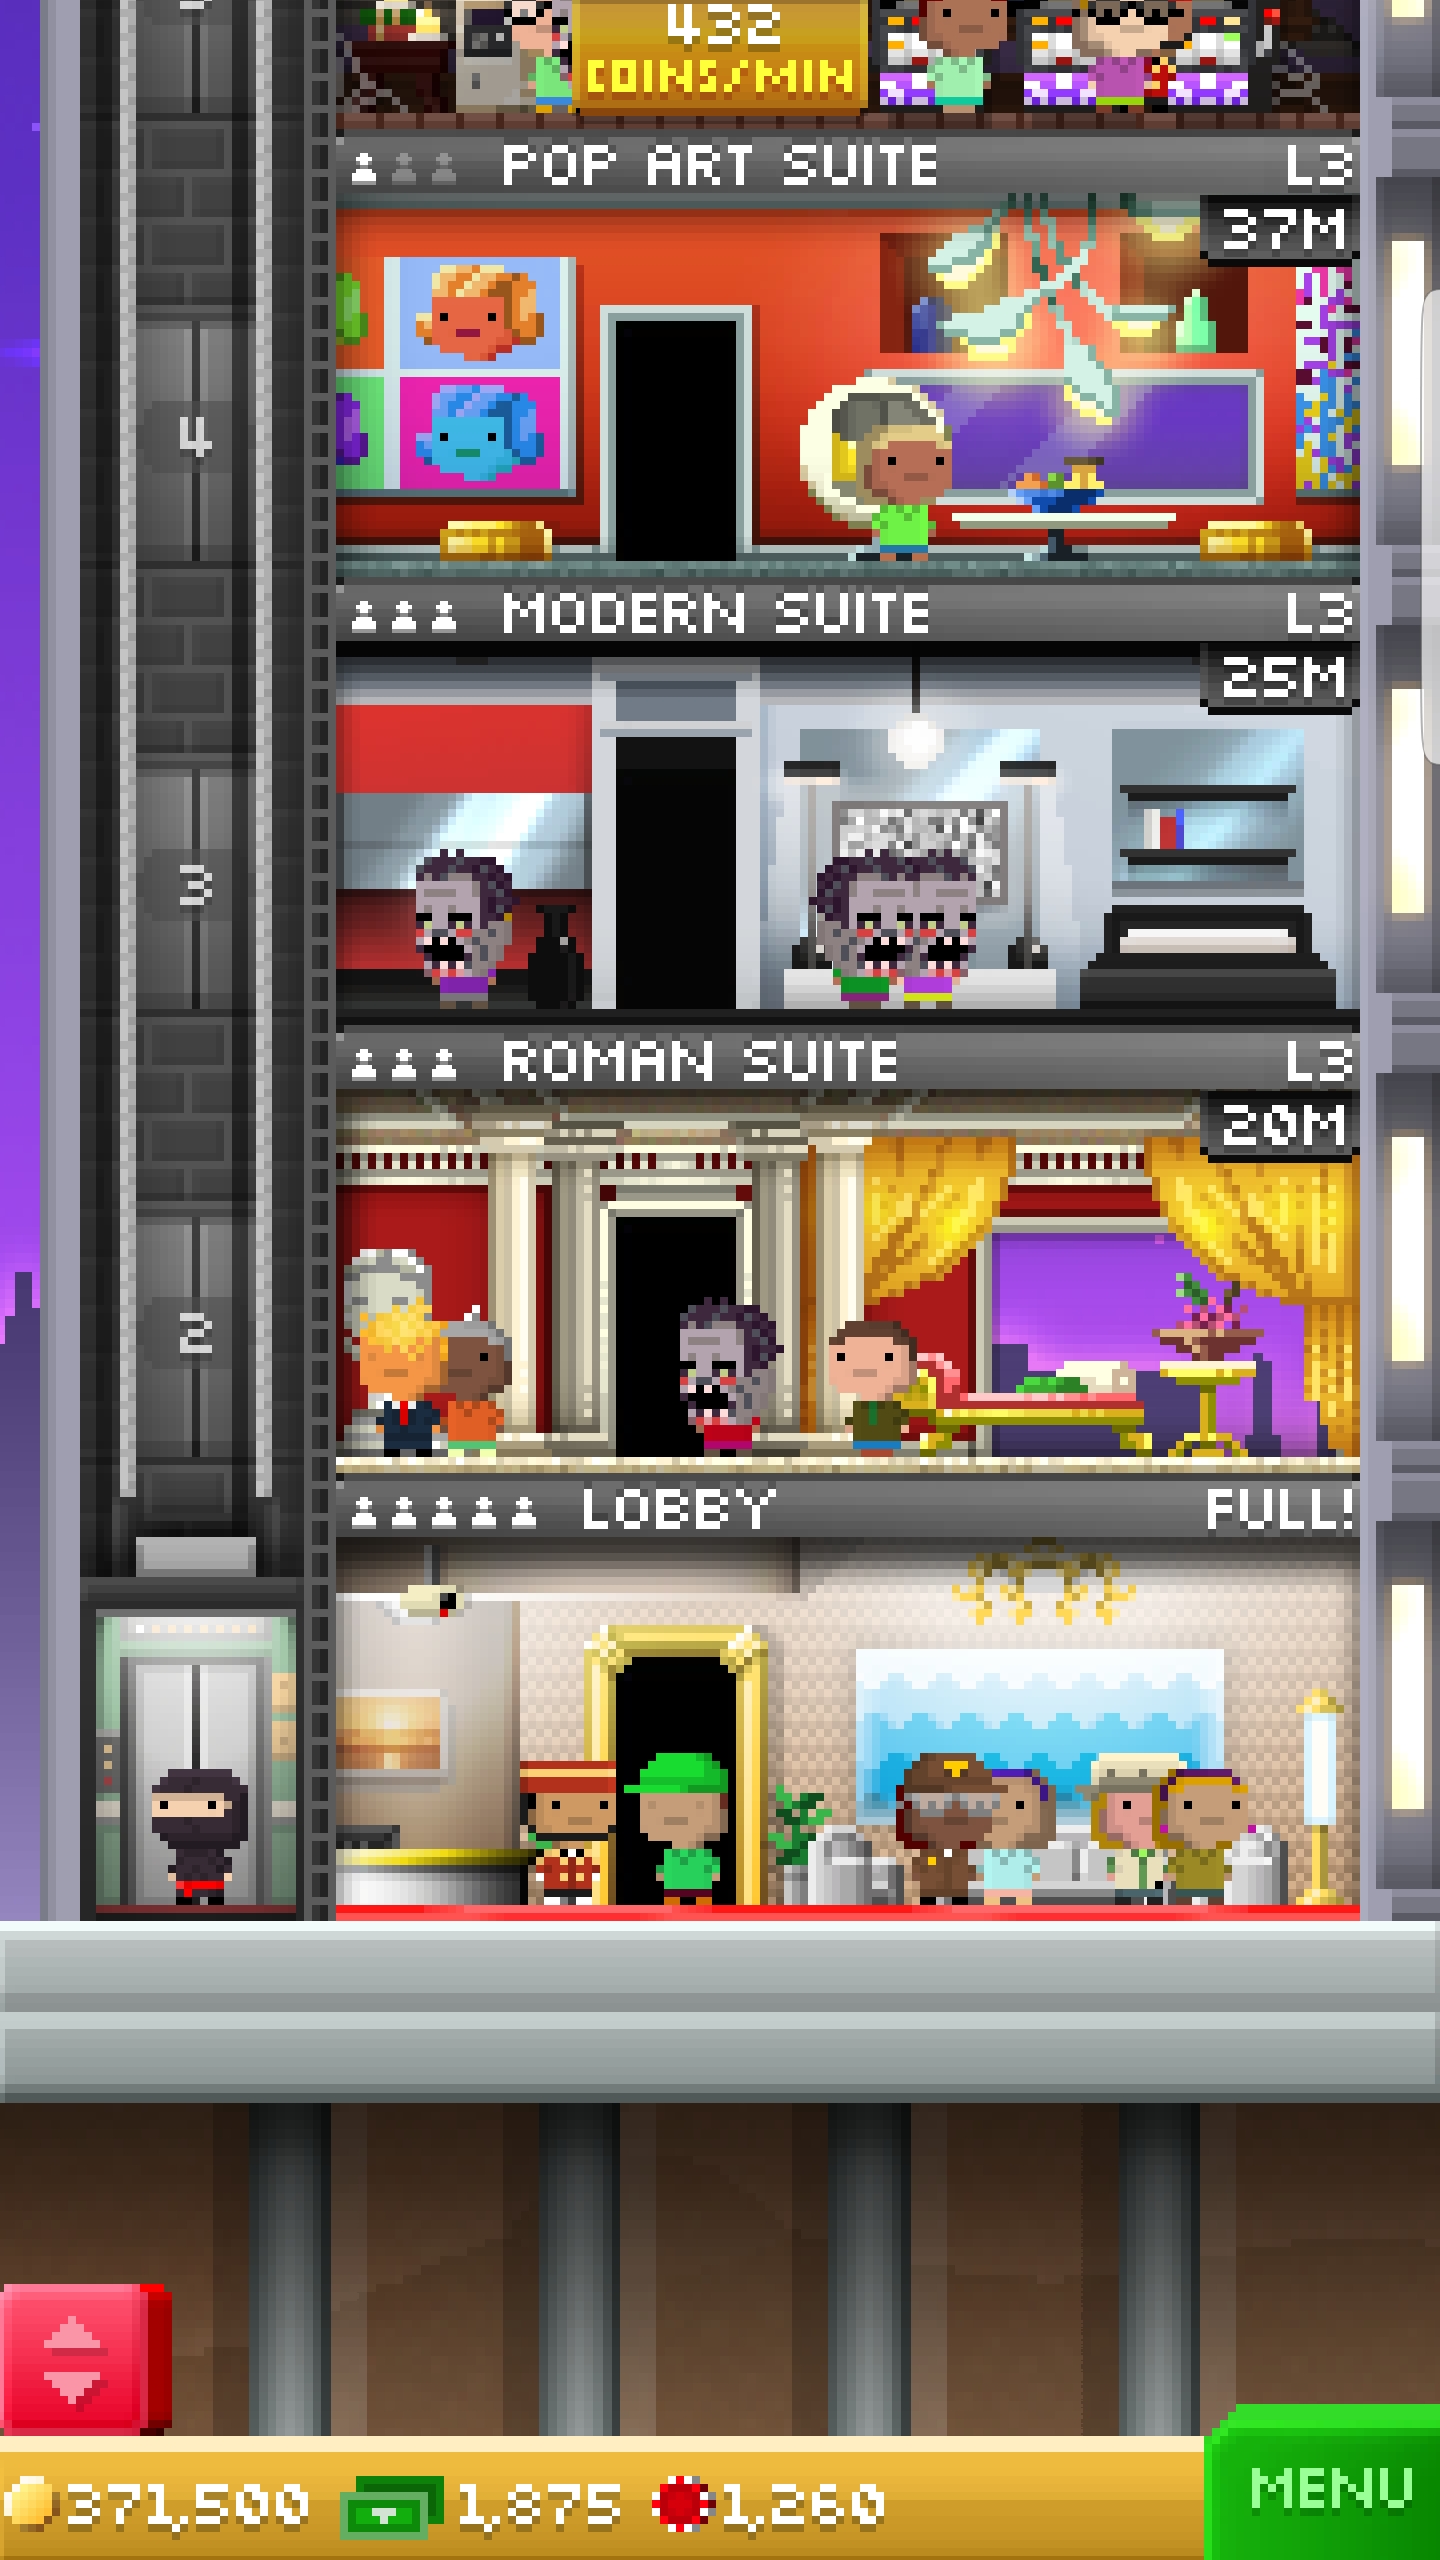 432
COINS/MIN
POP ART SUITE L3
37M
4
MODERN SUITE L3
25M
3
ROMAN SUITE L3
20M
2
LOBBY FULL!
371,500 1,875 1,260
MENU